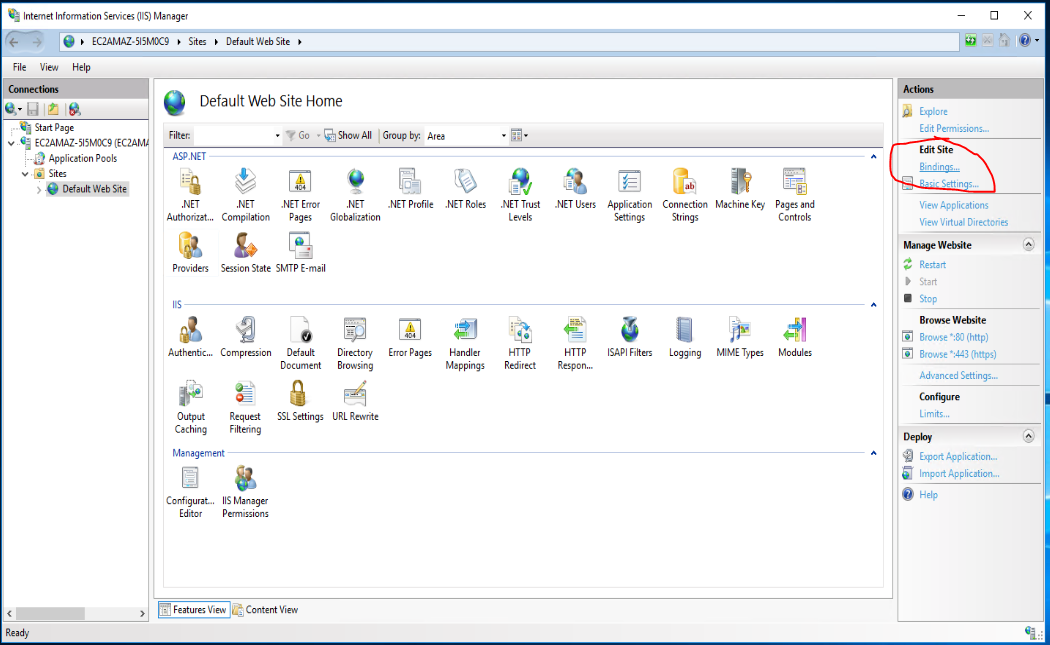 Internet Information Services (IIS) Manager
EC2AMAZ-5I5M0C9 Sites Default Web Site
File View Help
Connections
Start Page
EC2AMAZ-5I5M0C9 (EC2AMA
Application Pools
Sites
Default Web Site
Default Web Site Home
Filter: Go Show All Group by: Area
ASP.NET
.NET Authorizat...
.NET Compilation
.NET Error Pages
.NET Globalization
.NET Profile
.NET Roles
.NET Trust Levels
.NET Users
Application Settings
Connection Strings
Machine Key
Pages and Controls
Providers
Session State
SMTP E-mail
IIS
Authentic...
Compression
Default Document
Directory Browsing
Error Pages
Handler Mappings
HTTP Redirect
HTTP Respon...
ISAPI Filters
Logging
MIME Types
Modules
Output Caching
Request Filtering
SSL Settings
URL Rewrite
Management
Configurat... Editor
IIS Manager Permissions
Features View Content View
Actions
Explore
Edit Permissions...
Edit Site
Bindings...
Basic Settings...
View Applications
View Virtual Directories
Manage Website
Restart
Start
Stop
Browse Website
Browse *:80 (http)
Browse *:443 (https)
Advanced Settings...
Configure
Limits...
Deploy
Export Application...
Import Application...
Help
Ready